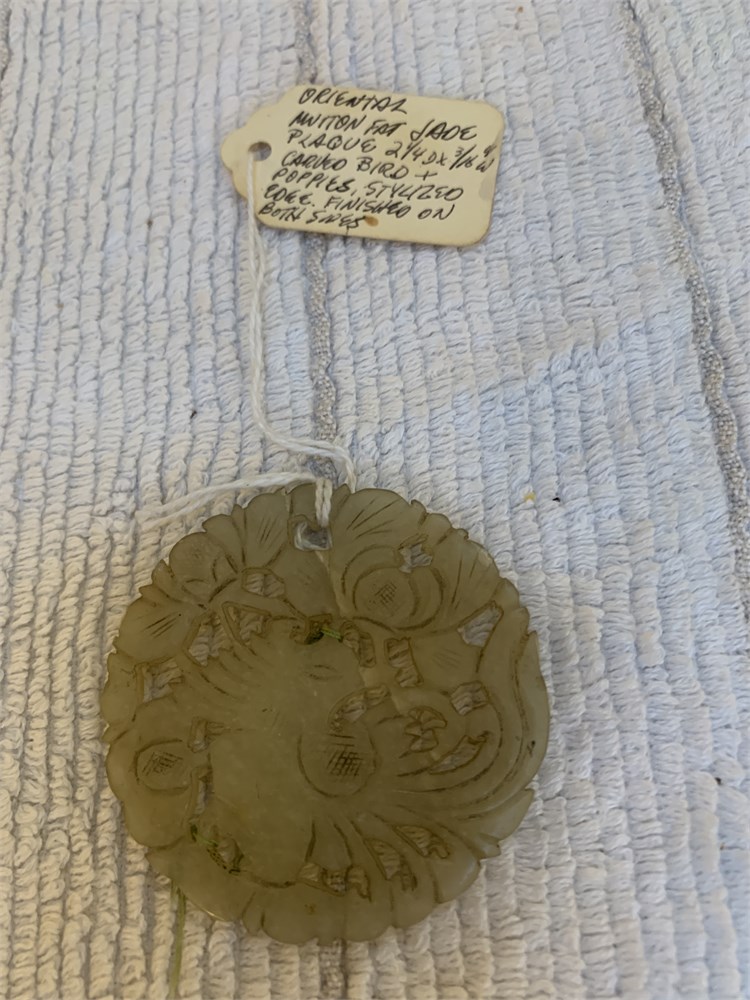 ORIENTAL
MUTTON FAT JADE
PLAQUE 2 1/4 D X 3/16" W
CARVED BIRD +
POPPIES, STYLIZED
EDGE. FINISHED ON
BOTH SIDES